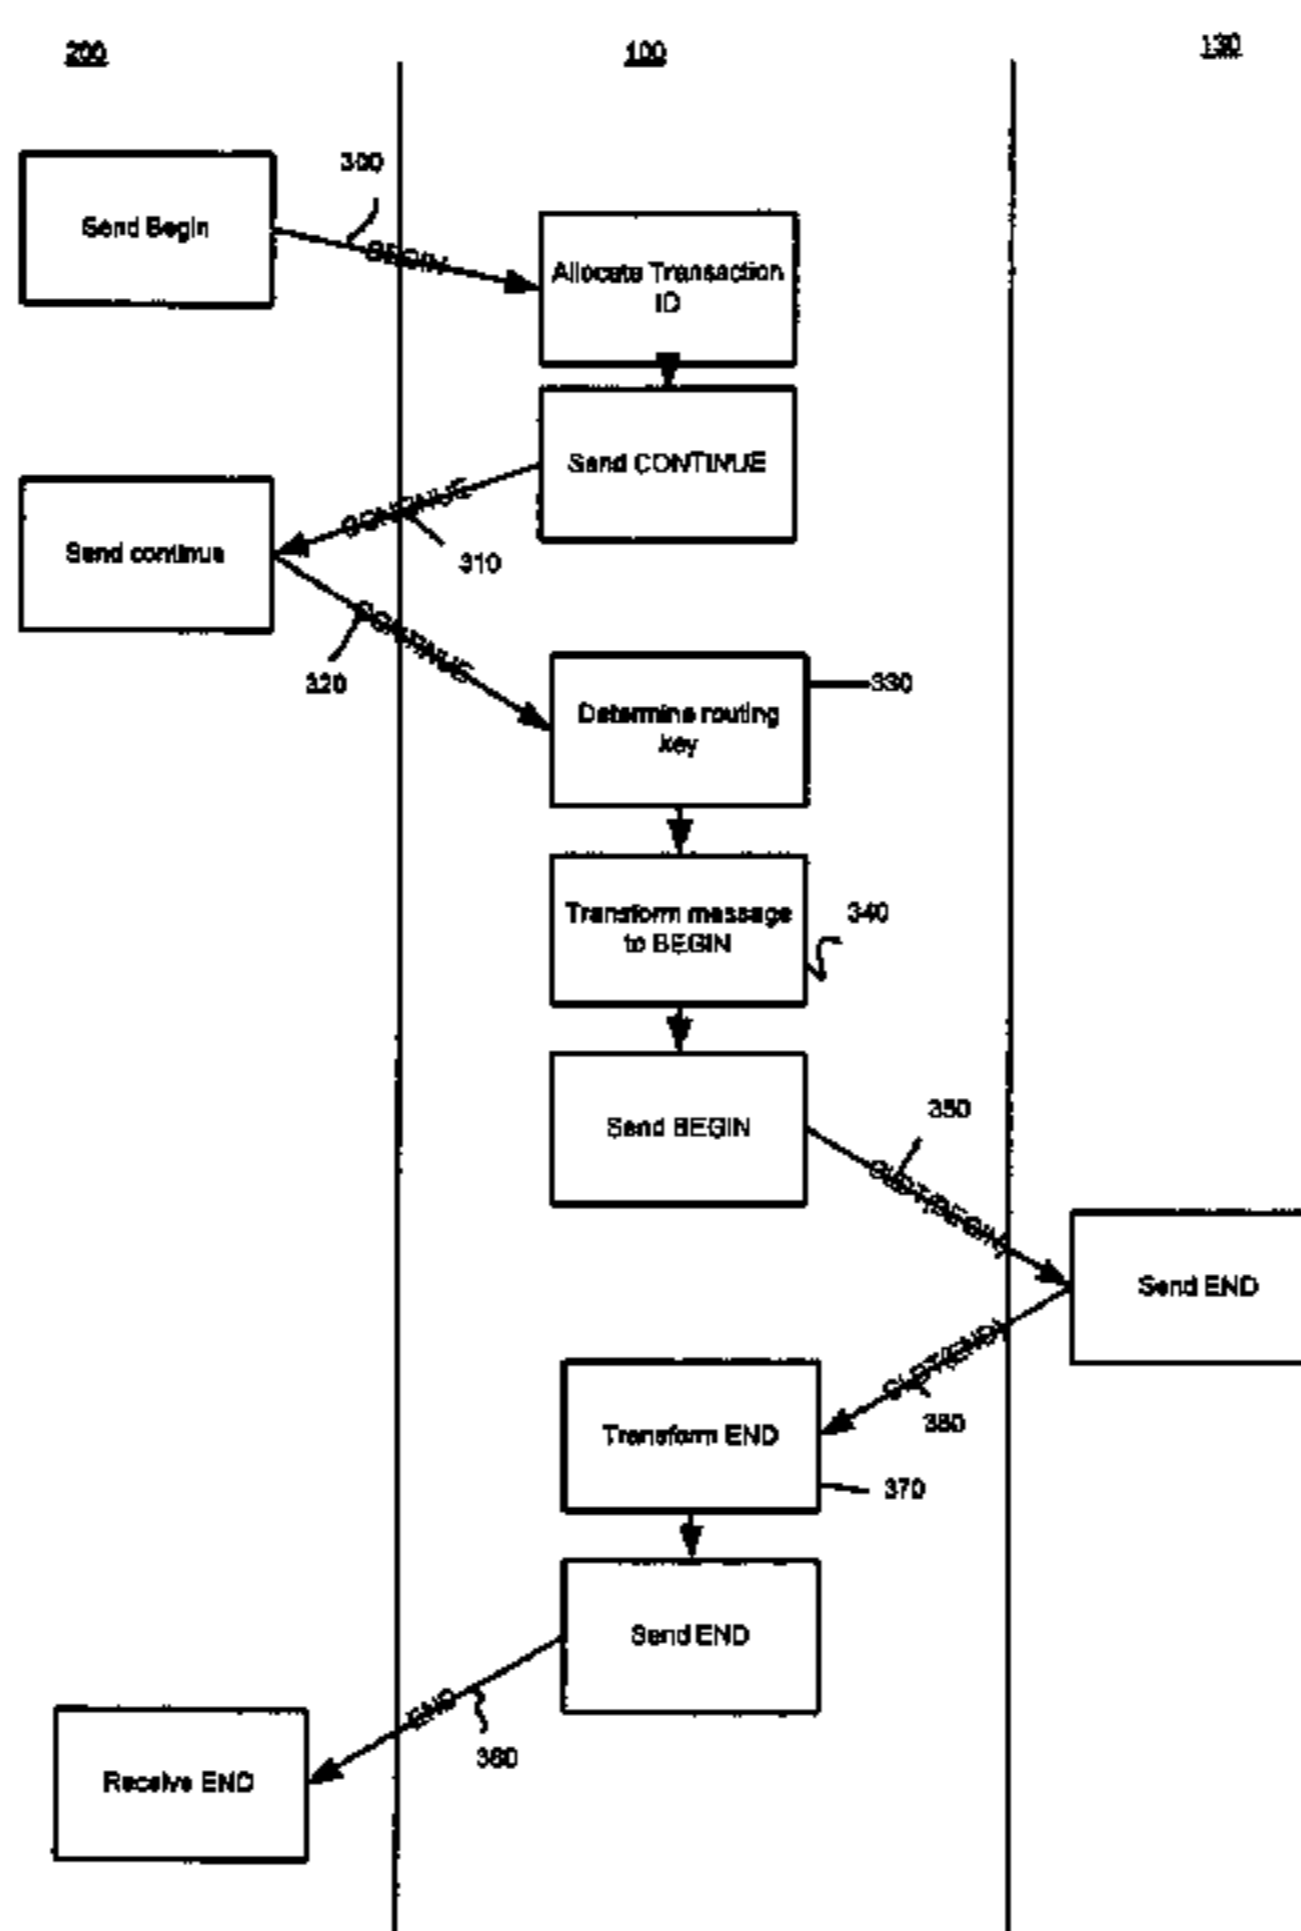 200
100
130
300
Send Begin
BEGIN
Allocate Transaction
ID
Send CONTINUE
CONTINUE
310
Send continue
CONTINUE
320
330
Determine routing
key
Transform message
to BEGIN
340
Send BEGIN
350
BEGIN
Send END
360
Transform END
370
Send END
END
Receive END